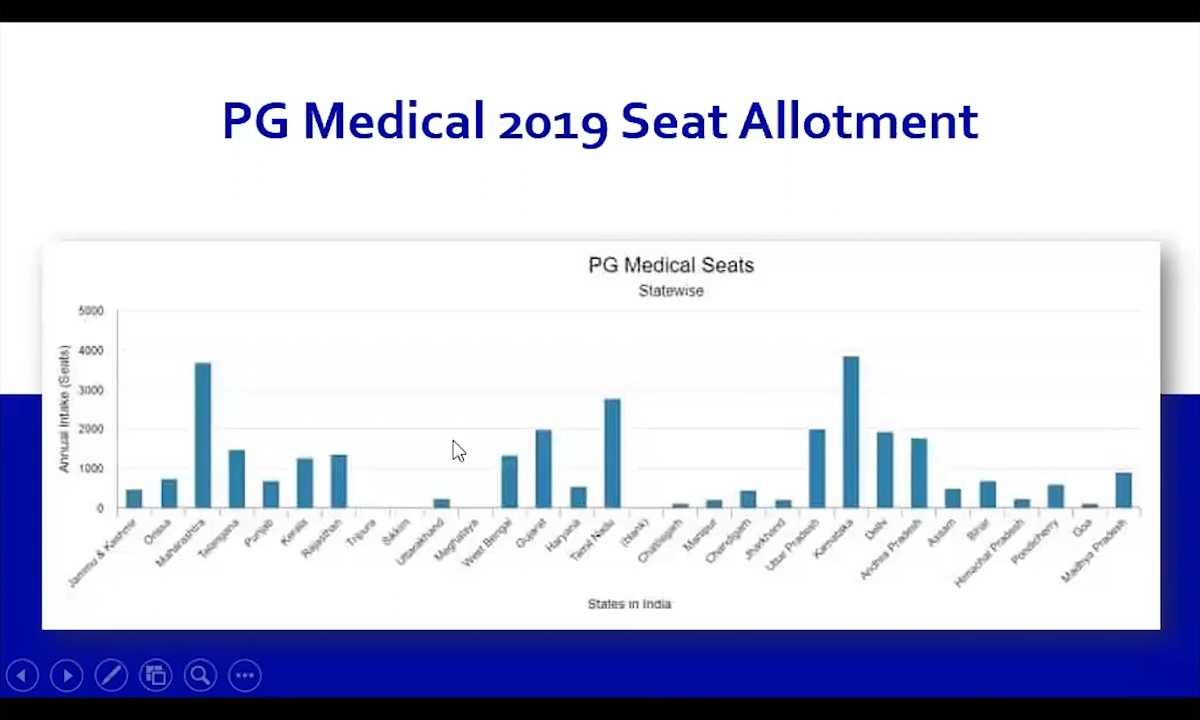 PG Medical 2019 Seat Allotment
PG Medical Seats
Statewise
Annual Intake (Seats)
5000
4000
3000
2000
1000
0
Jammu & Kashmir
Orissa
Maharashtra
Telangana
Punjab
Kerala
Rajasthan
Tripura
Sikkim
Uttarakhand
Meghalaya
West Bengal
Gujarat
Haryana
Tamil Nadu
(blank)
Chattisgarh
Manipur
Chandigarh
Jharkhand
Uttar Pradesh
Karnataka
Delhi
Andhra Pradesh
Assam
Bihar
Himachal Pradesh
Pondicherry
Goa
Madhya Pradesh
States in India